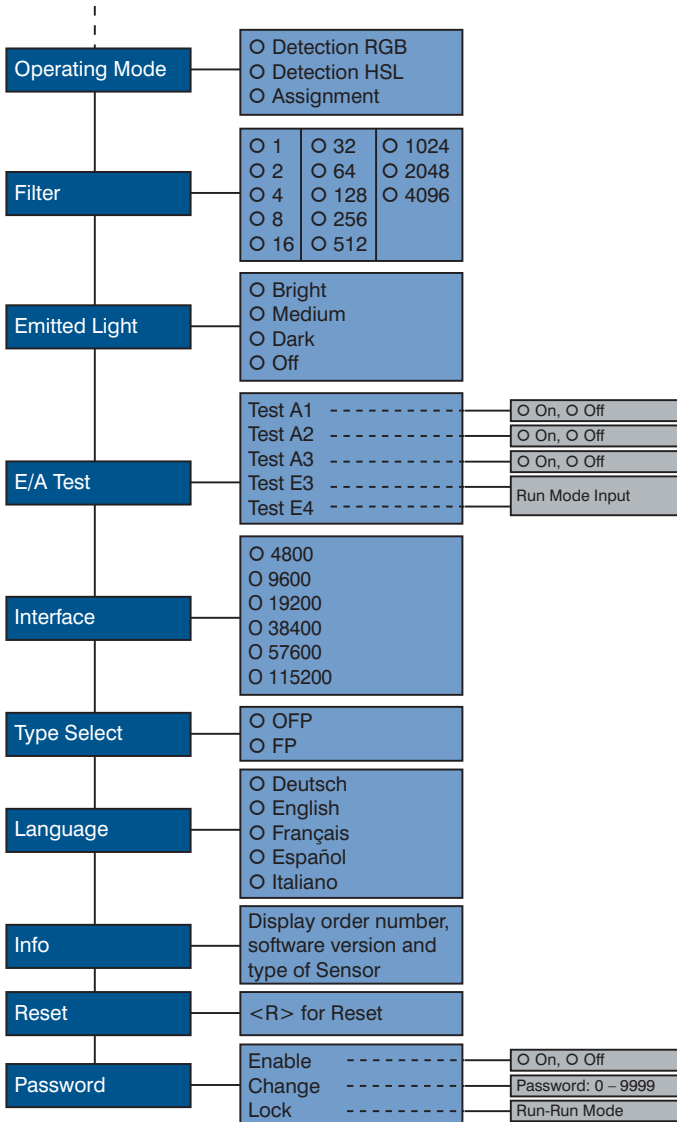 Operating Mode
O Detection RGB
O Detection HSL
O Assignment
Filter
O 1 O 32 O 1024
O 2 O 64 O 2048
O 4 O 128 O 4096
O 8 O 256
O 16 O 512
Emitted Light
O Bright
O Medium
O Dark
O Off
E/A Test
Test A1 O On, O Off
Test A2 O On, O Off
Test A3 O On, O Off
Test E3
Test E4
Run Mode Input
Interface
O 4800
O 9600
O 19200
O 38400
O 57600
O 115200
Type Select
O OFP
O FP
Language
O Deutsch
O English
O Français
O Español
O Italiano
Info
Display order number,
software version and
type of Sensor
Reset
<R> for Reset
Password
Enable O On, O Off
Change Password: 0 – 9999
Lock Run-Run Mode